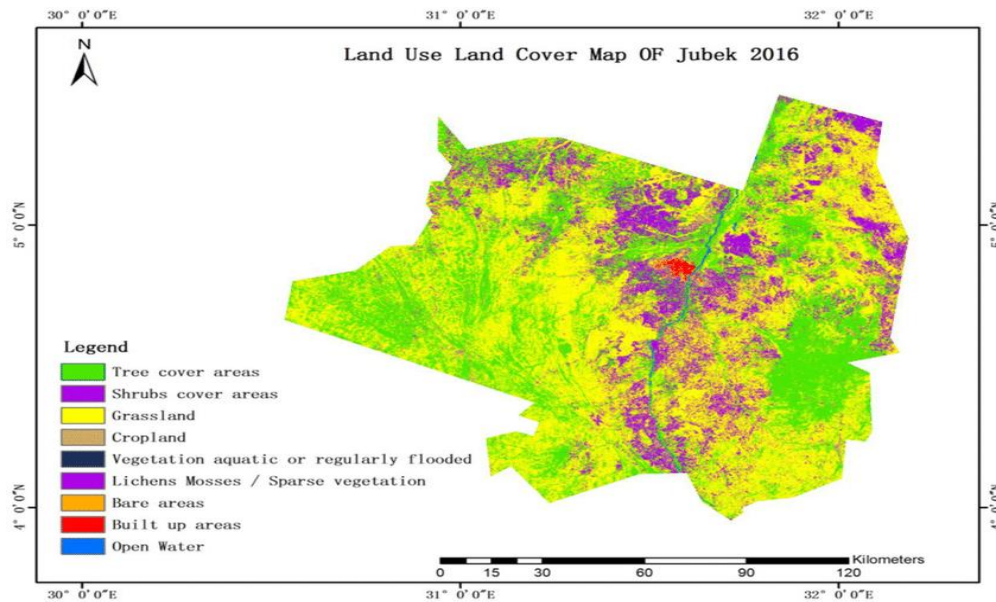 30° 0′0″E 31° 0′0″E 32° 0′0″E
N
Land Use Land Cover Map OF Jubek 2016
5° 0′0″N 5° 0′0″N
Legend
Tree cover areas
Shrubs cover areas
Grassland
Cropland
Vegetation aquatic or regularly flooded
Lichens Mosses / Sparse vegetation
Bare areas
Built up areas
Open Water
4° 0′0″N 4° 0′0″N
Kilometers
0 15 30 60 90 120
30° 0′0″E 31° 0′0″E 32° 0′0″E